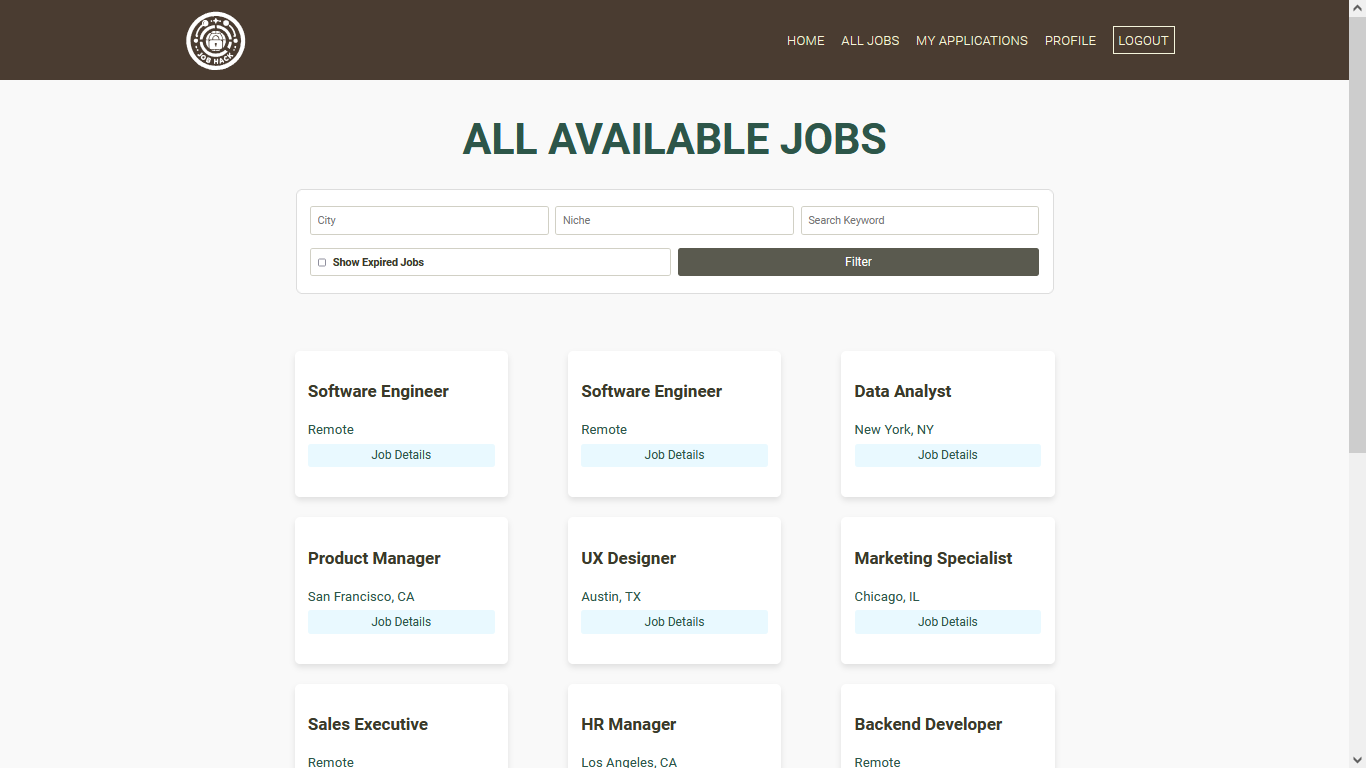 JOB HACK
HOME ALL JOBS MY APPLICATIONS PROFILE LOGOUT
ALL AVAILABLE JOBS
City Niche Search Keyword
Show Expired Jobs Filter
Software Engineer Software Engineer Data Analyst
Remote Remote New York, NY
Job Details Job Details Job Details
Product Manager UX Designer Marketing Specialist
San Francisco, CA Austin, TX Chicago, IL
Job Details Job Details Job Details
Sales Executive HR Manager Backend Developer
Remote Los Angeles, CA Remote